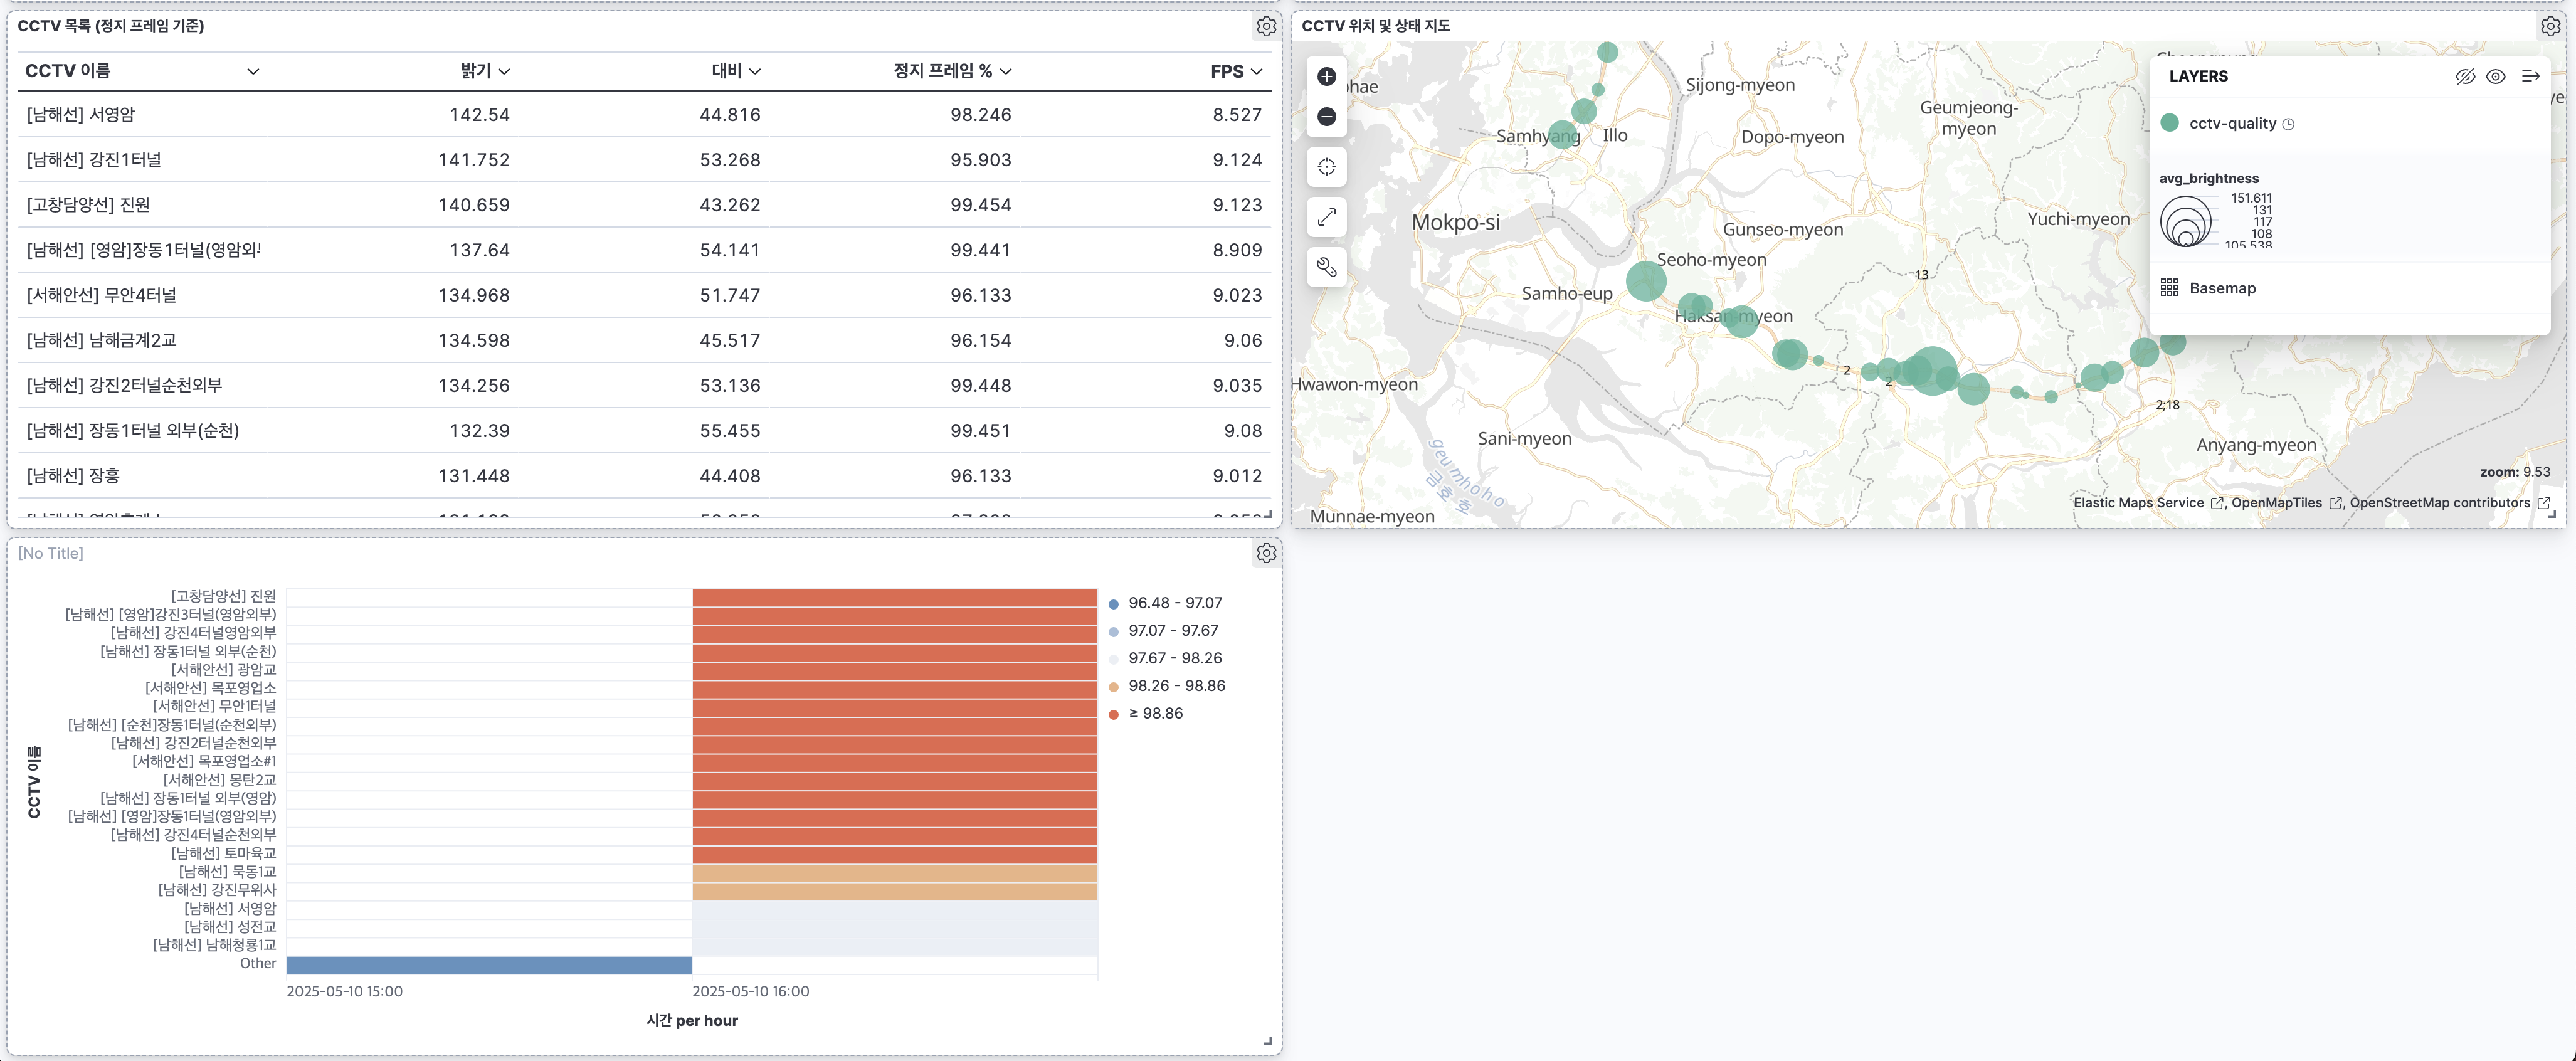 CCTV 목록 (정지 프레임 기준)
CCTV 이름 밝기 대비 정지 프레임 % FPS
[남해선] 서영암 142.54 44.816 98.246 8.527
[남해선] 강진1터널 141.752 53.268 95.903 9.124
[고창담양선] 진원 140.659 43.262 99.454 9.123
[남해선] [영암]장동1터널(영암외 137.64 54.141 99.441 8.909
[서해안선] 무안4터널 134.968 51.747 96.133 9.023
[남해선] 남해금계2교 134.598 45.517 96.154 9.06
[남해선] 강진2터널순천외부 134.256 53.136 99.448 9.035
[남해선] 장동1터널 외부(순천) 132.39 55.455 99.451 9.08
[남해선] 장흥 131.448 44.408 96.133 9.012
CCTV 위치 및 상태 지도
Sijong-myeon
Geumjeong-
myeon
Samhyang
Illo
Dopo-myeon
Mokpo-si
Yuchi-myeon
Gunseo-myeon
Seoho-myeon
13
Samho-eup
Haksan-myeon
2
2
Hwawon-myeon
2;18
Sani-myeon
Anyang-myeon
geumhoho
금호호
Munnae-myeon
LAYERS
cctv-quality
avg_brightness
151.611
131
117
108
105.538
Basemap
zoom: 9.53
Elastic Maps Service , OpenMapTiles , OpenStreetMap contributors
[No Title]
CCTV 이름
[고창담양선] 진원
[남해선] [영암]강진3터널(영암외부)
[남해선] 강진4터널영암외부
[남해선] 장동1터널 외부(순천)
[서해안선] 광암교
[서해안선] 목포영업소
[서해안선] 무안1터널
[남해선] [순천]장동1터널(순천외부)
[남해선] 강진2터널순천외부
[서해안선] 목포영업소#1
[서해안선] 몽탄2교
[남해선] 장동1터널 외부(영암)
[남해선] [영암]장동1터널(영암외부)
[남해선] 강진4터널순천외부
[남해선] 토마육교
[남해선] 묵동1교
[남해선] 강진무위사
[남해선] 서영암
[남해선] 성전교
[남해선] 남해청룡1교
Other
96.48 - 97.07
97.07 - 97.67
97.67 - 98.26
98.26 - 98.86
≥ 98.86
2025-05-10 15:00 2025-05-10 16:00
시간 per hour